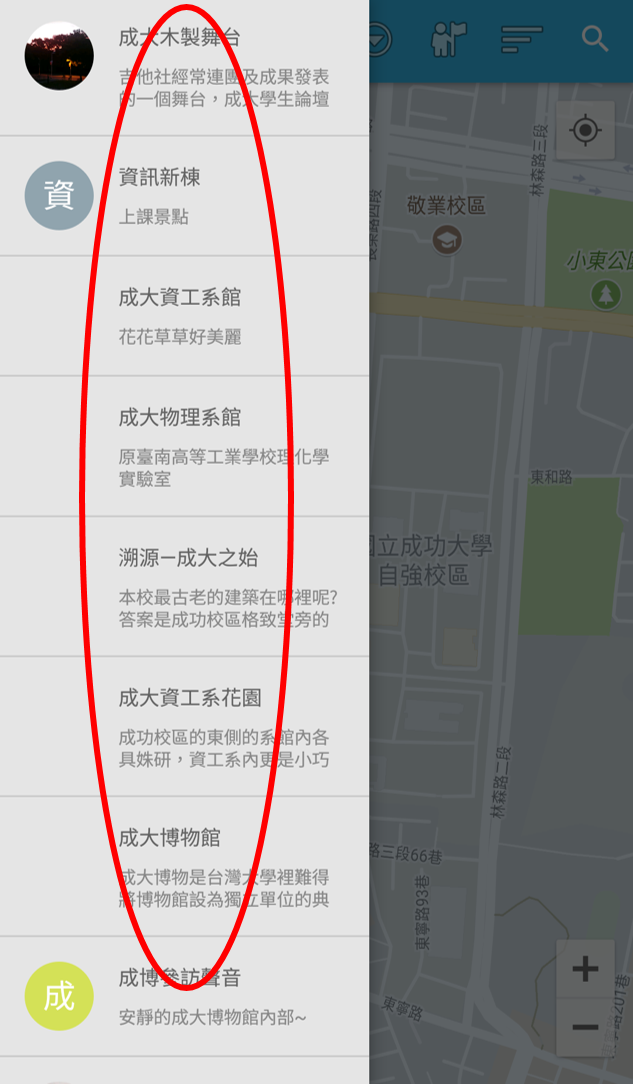 成大木製舞台
吉他社經常連團及成果發表
的一個舞台，成大學生論壇
資
資訊新棟
上課景點
成大資工系館
花花草草好美麗
成大物理系館
原臺南高等工業學校理化學
實驗室
溯源－成大之始
本校最古老的建築在哪裡呢?
答案是成功校區格致堂旁的
成大資工系花園
成功校區的東側的系館內各
具姝研，資工系內更是小巧
成大博物館
成大博物是台灣大學裡難得
將博物館設為獨立單位的典
成
成博參訪聲音
安靜的成大博物館內部~
林森路三段
敬業校區
小東公
東和路
國立成功大學
自強校區
林森路二段
路三段66巷
東寧路93巷
東寧路